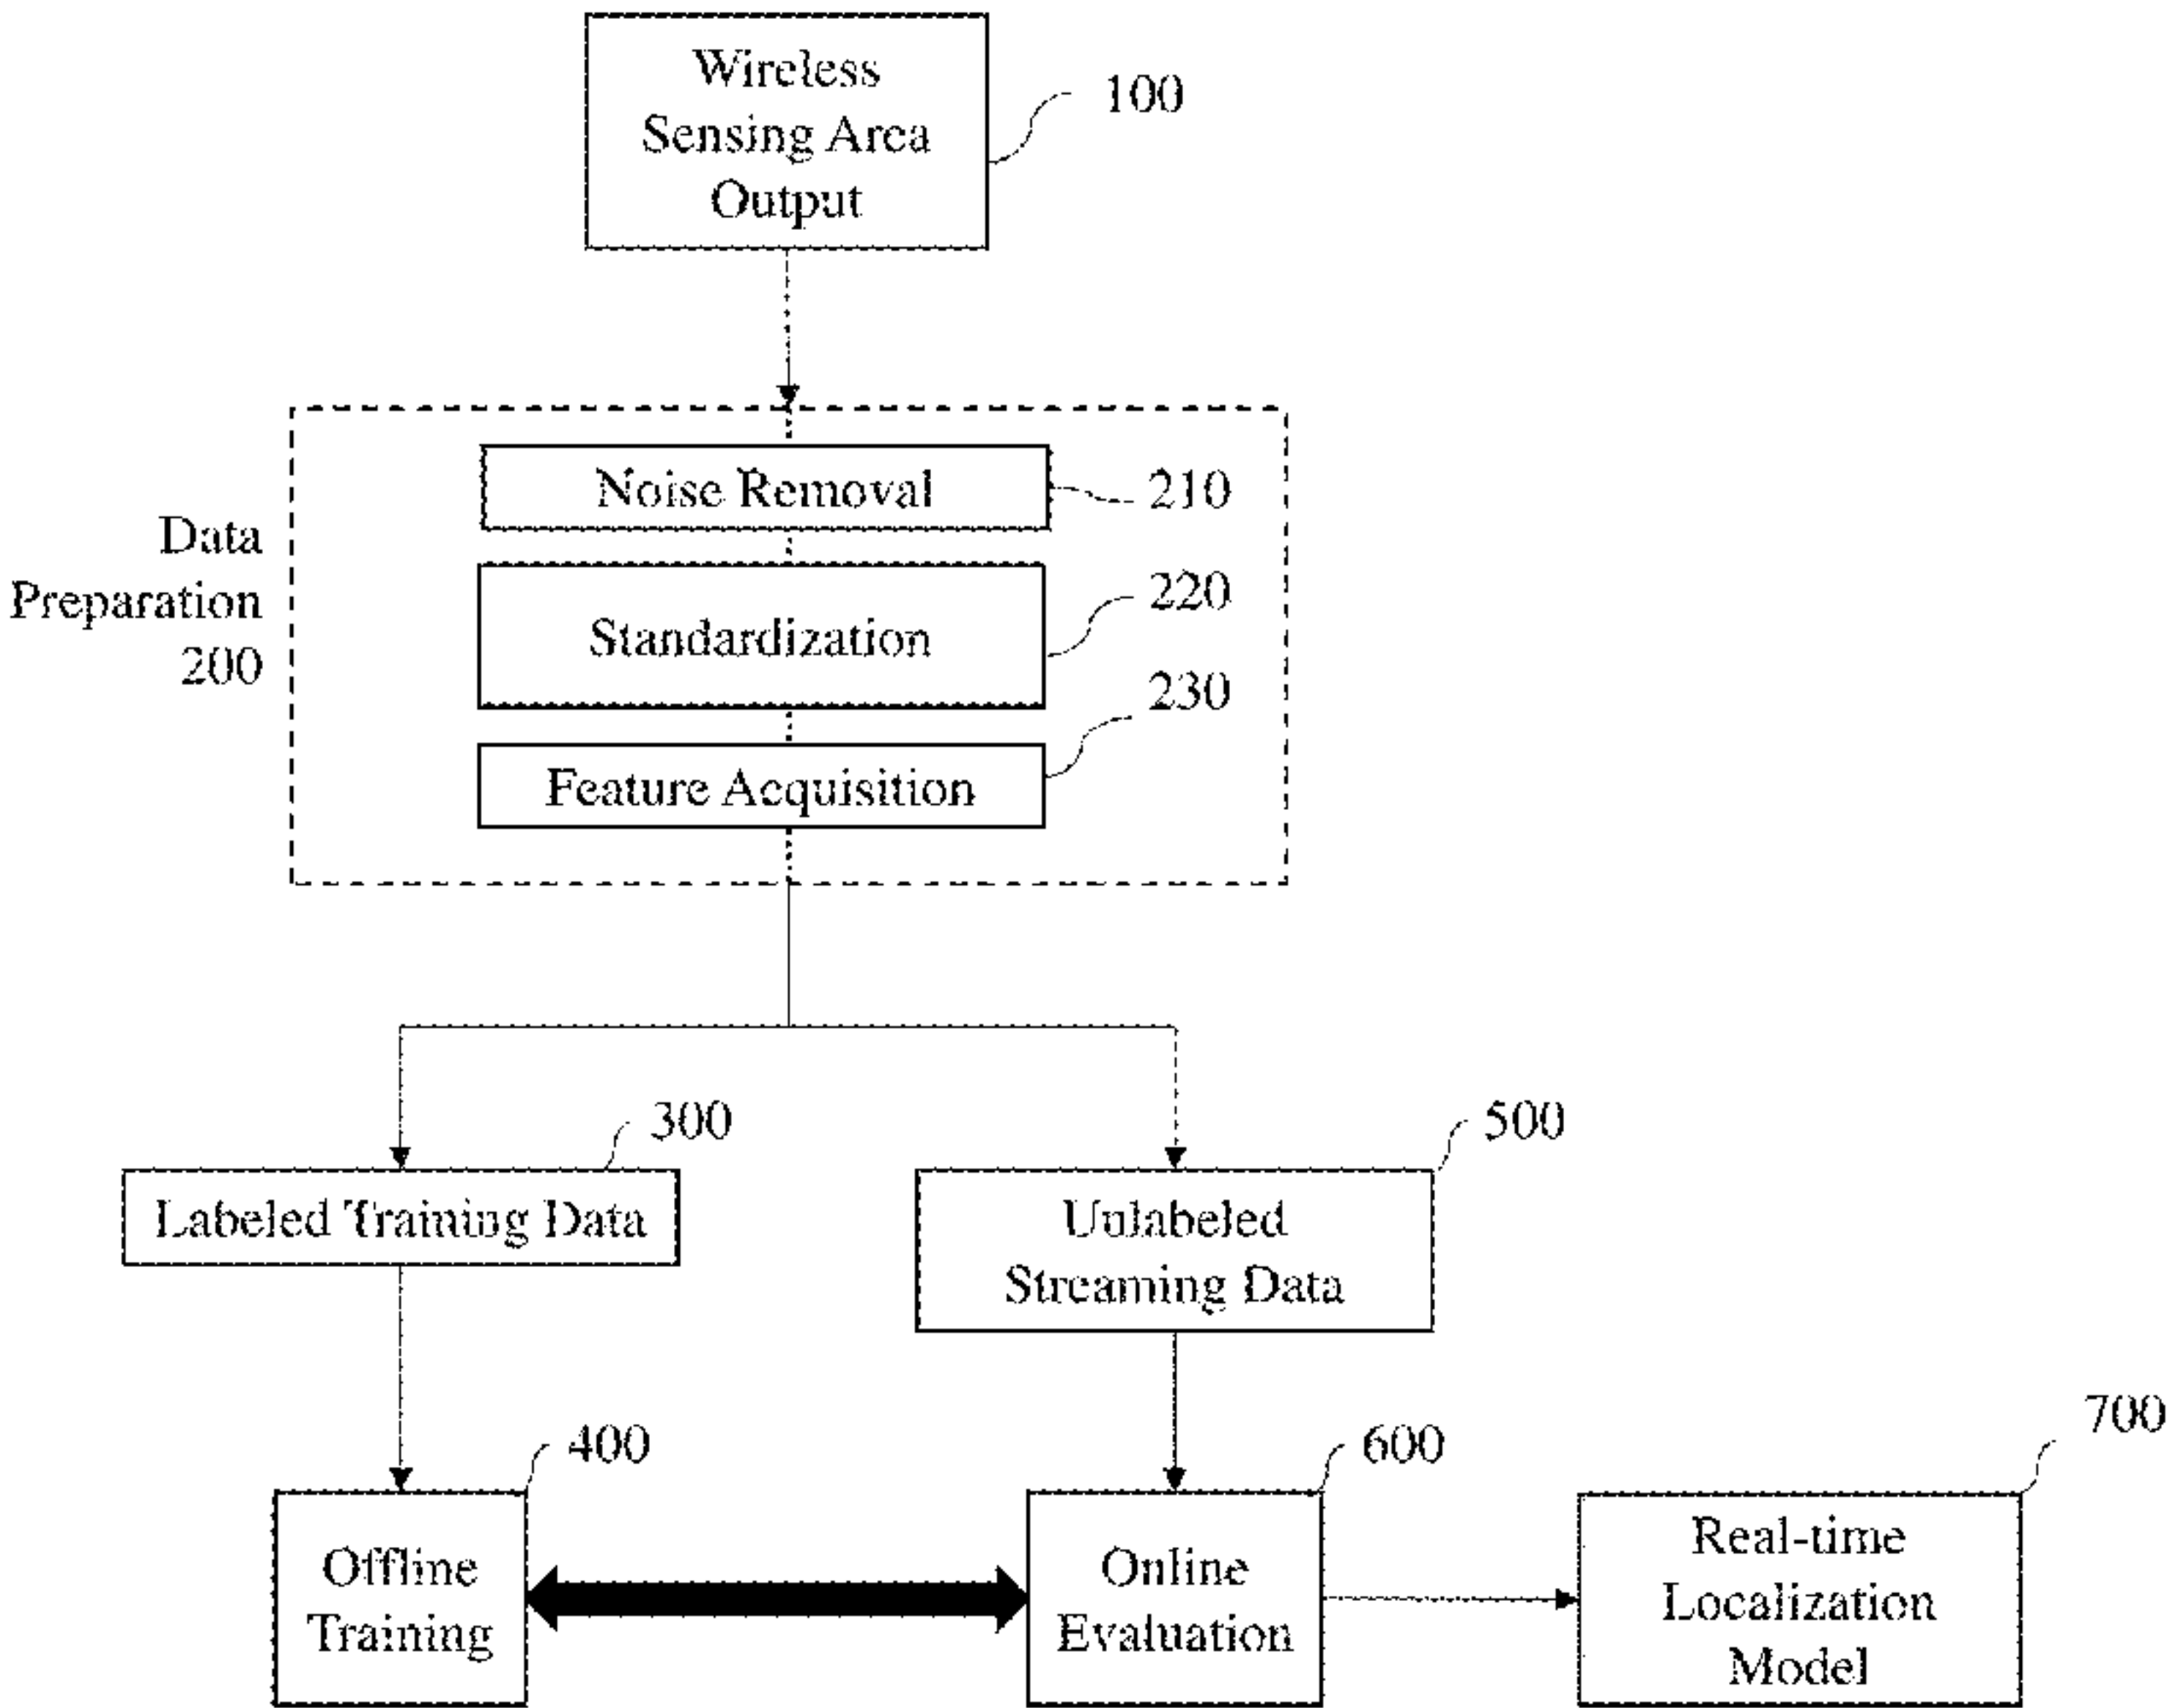 Wireless
Sensing Area
Output
100
Noise Removal
210
Data
Preparation
200
Standardization
220
230
Feature Acquisition
300
500
Labeled Training Data
Unlabeled
Streaming Data
400
600
700
Offline
Training
Online
Evaluation
Real-time
Localization
Model